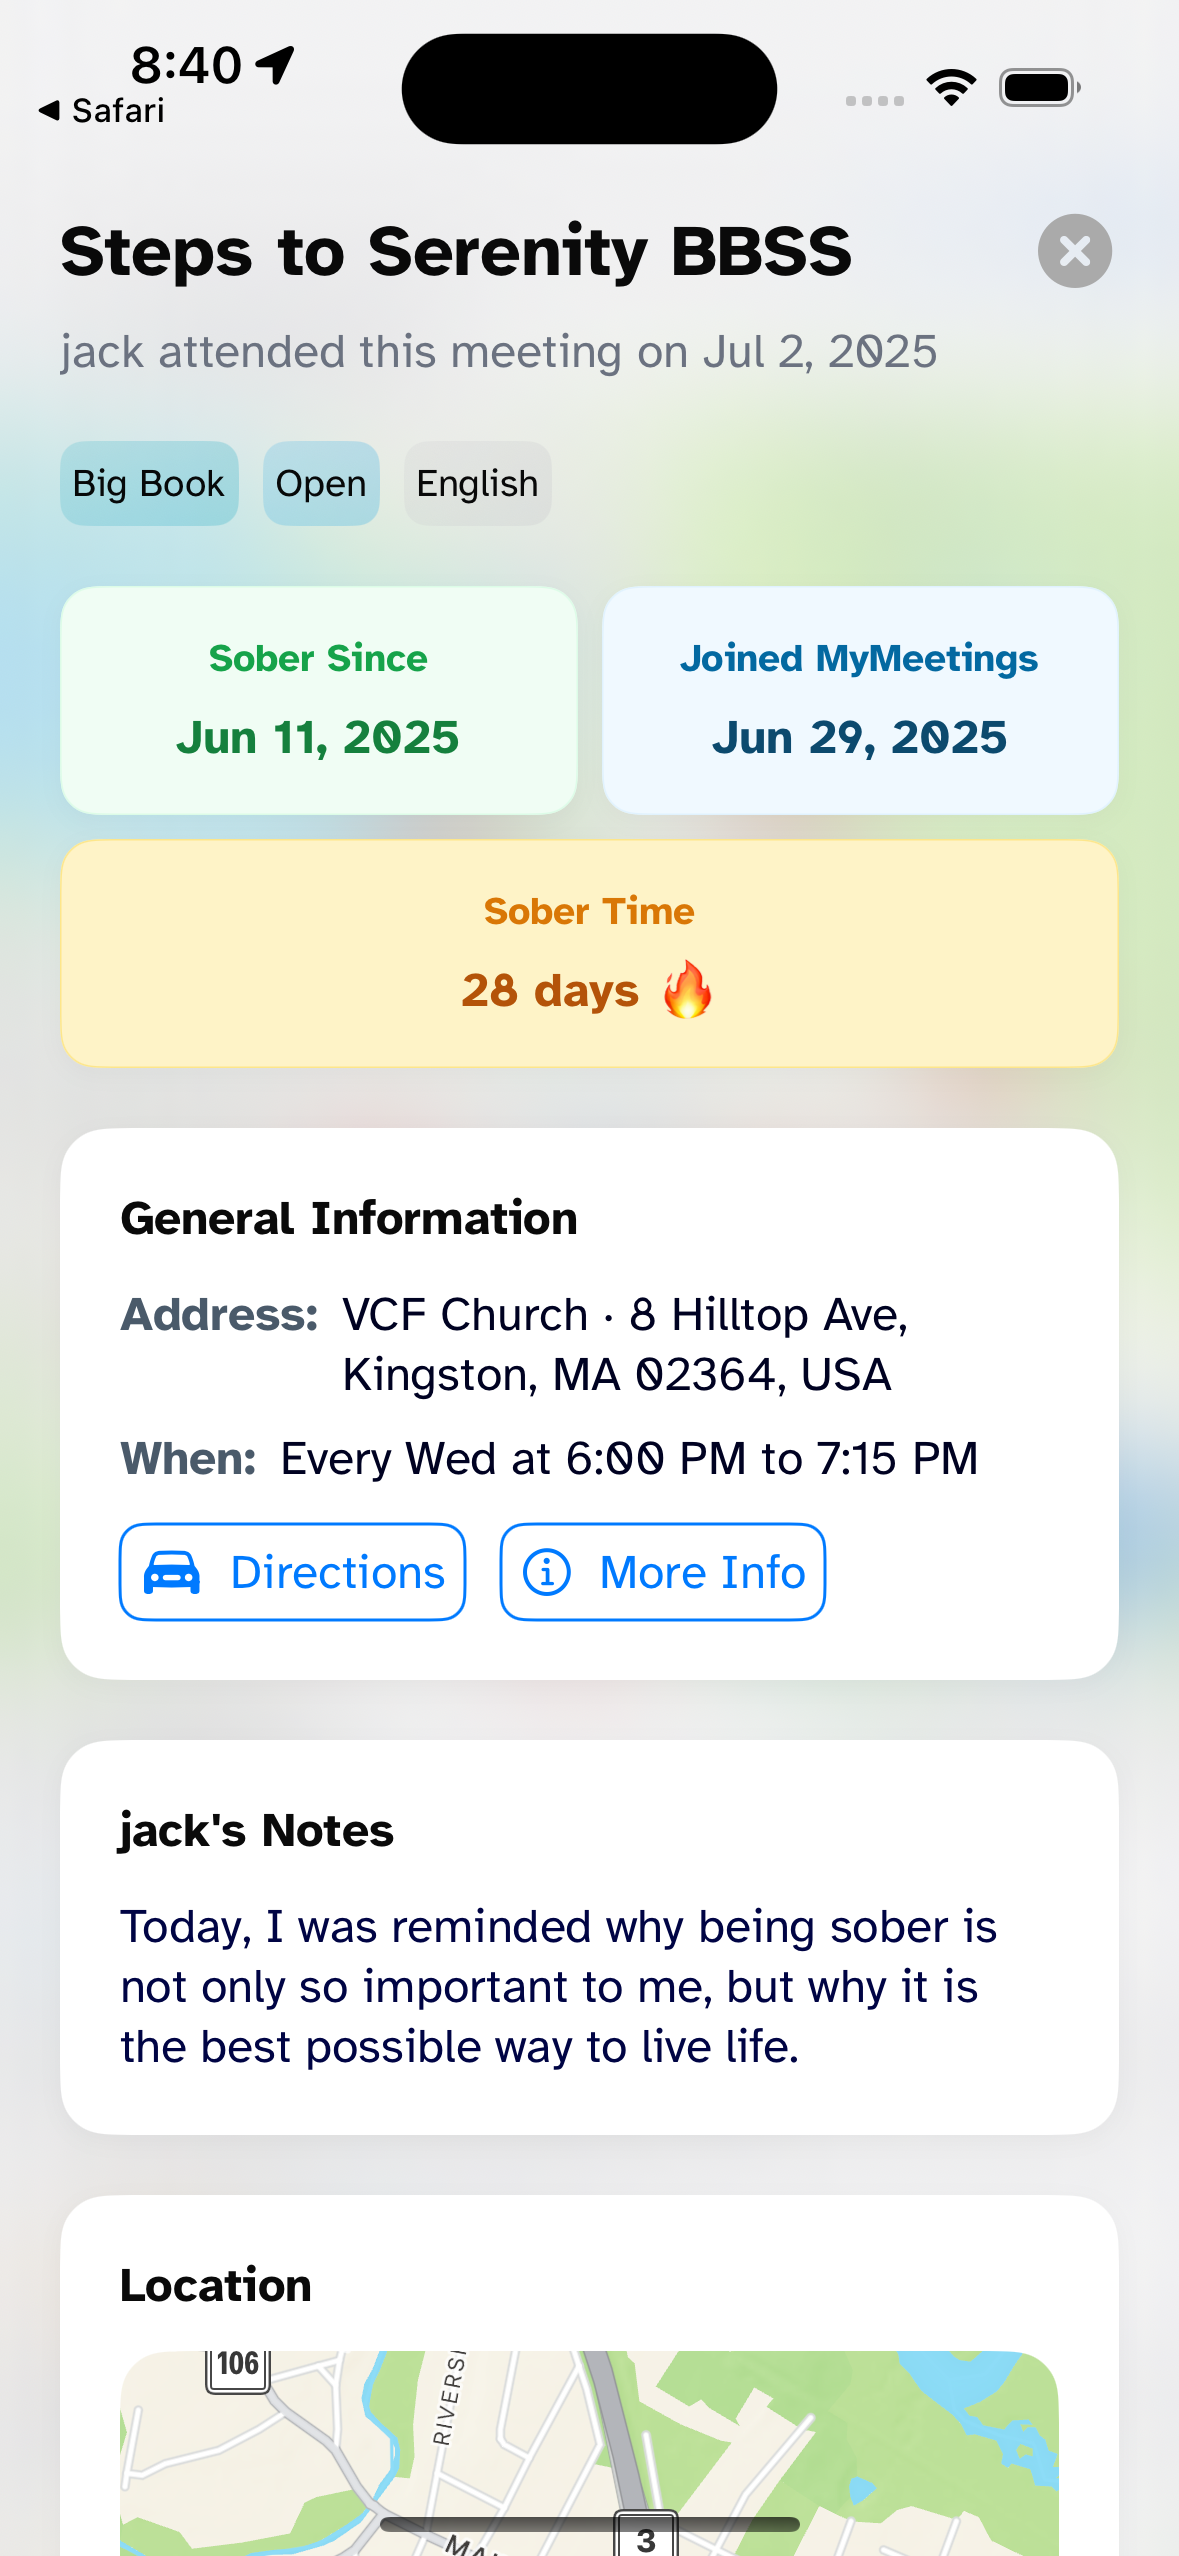 8:40
Safari
Steps to Serenity BBSS
jack attended this meeting on Jul 2, 2025
Big Book
Open
English
Sober Since
Jun 11, 2025
Joined MyMeetings
Jun 29, 2025
Sober Time
28 days 🔥
General Information
Address: VCF Church · 8 Hilltop Ave,
Kingston, MA 02364, USA
When: Every Wed at 6:00 PM to 7:15 PM
Directions
More Info
jack's Notes
Today, I was reminded why being sober is
not only so important to me, but why it is
the best possible way to live life.
Location
106
3